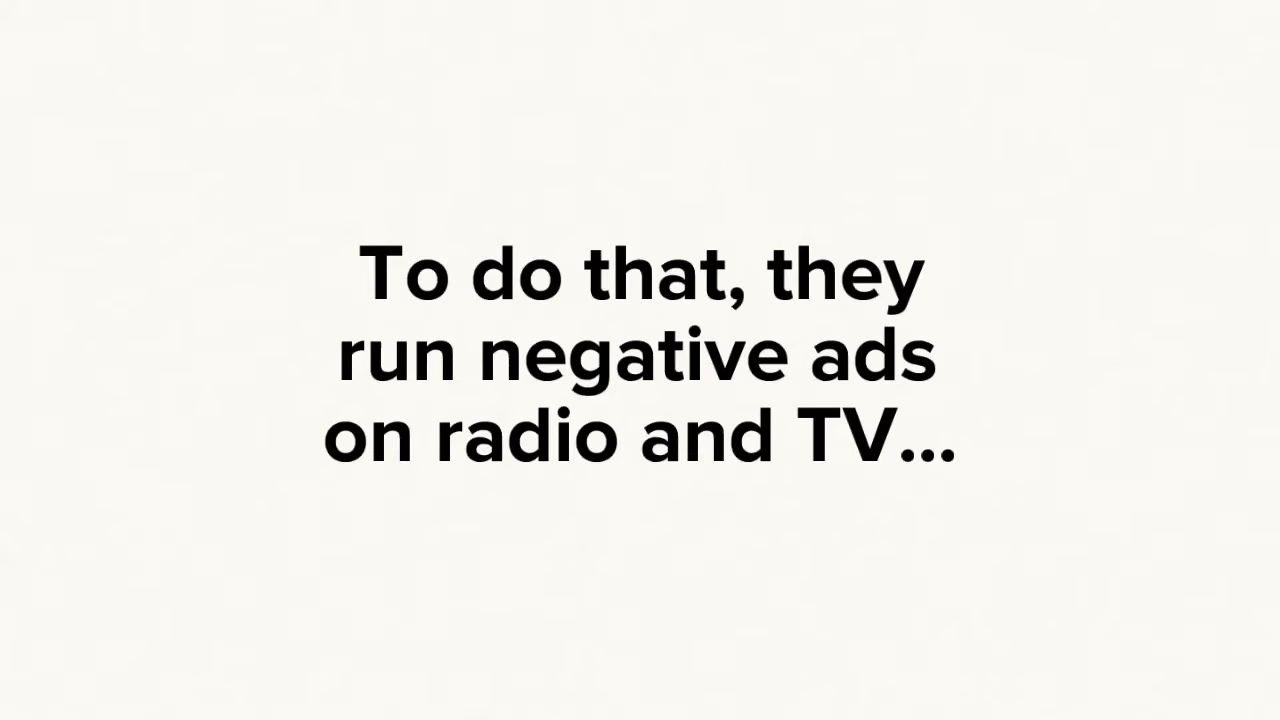 To do that, they
run negative ads
on radio and TV...